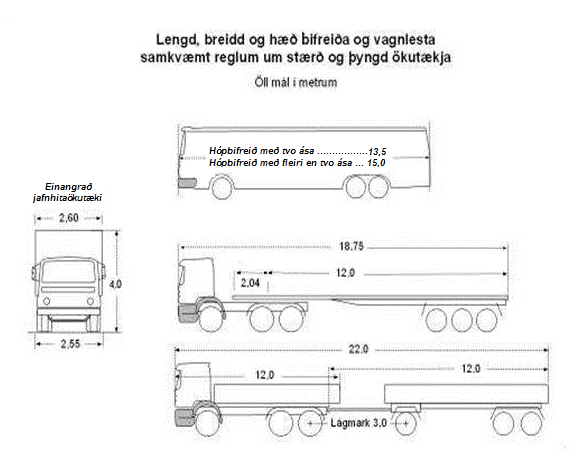 Lengd, breidd og hæð bifreiða og vagnlesta
samkvæmt reglum um stærð og þyngd ökutækja
Öll mál í metrum
Hópbifreið með tvo ása .................13,5
Hópbifreið með fleiri en tvo ása ... 15,0
Einangrað
jafnhitaökutæki
2,60
4,0
2,55
18,75
2,04
12,0
22,0
12,0
12,0
Lágmark 3,0